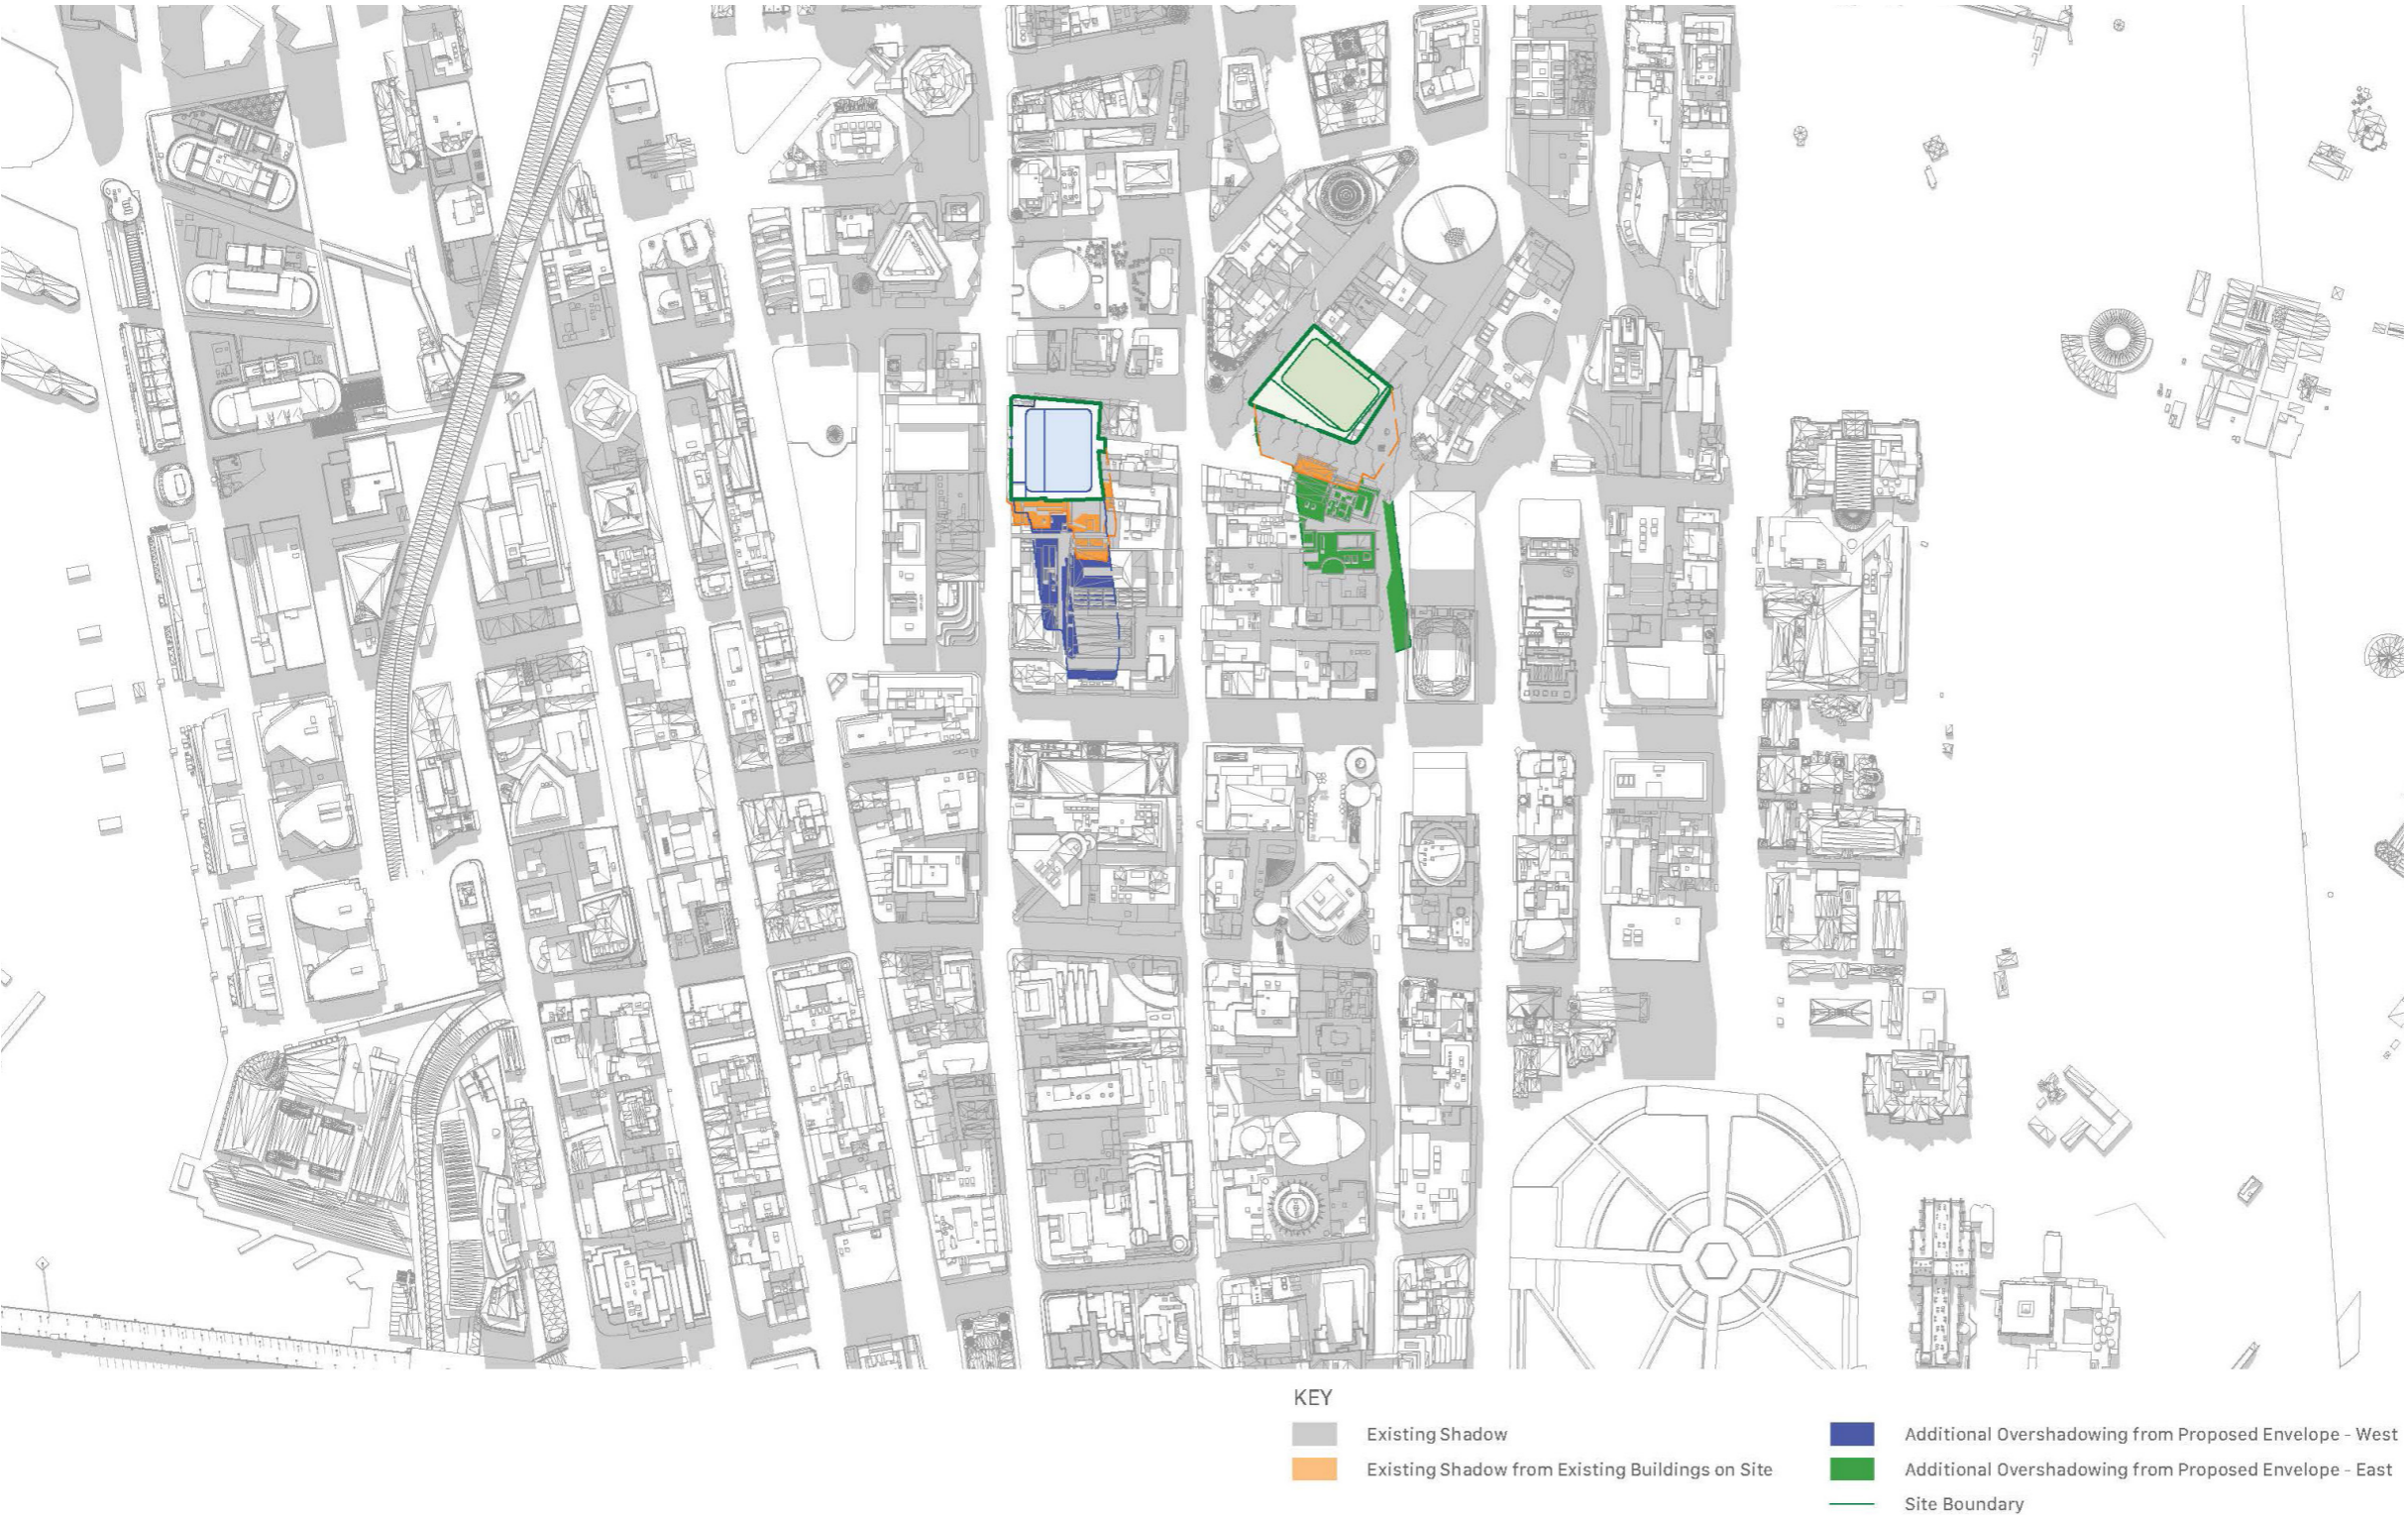 KEY
Existing Shadow
Existing Shadow from Existing Buildings on Site
Additional Overshadowing from Proposed Envelope - West
Additional Overshadowing from Proposed Envelope - East
Site Boundary